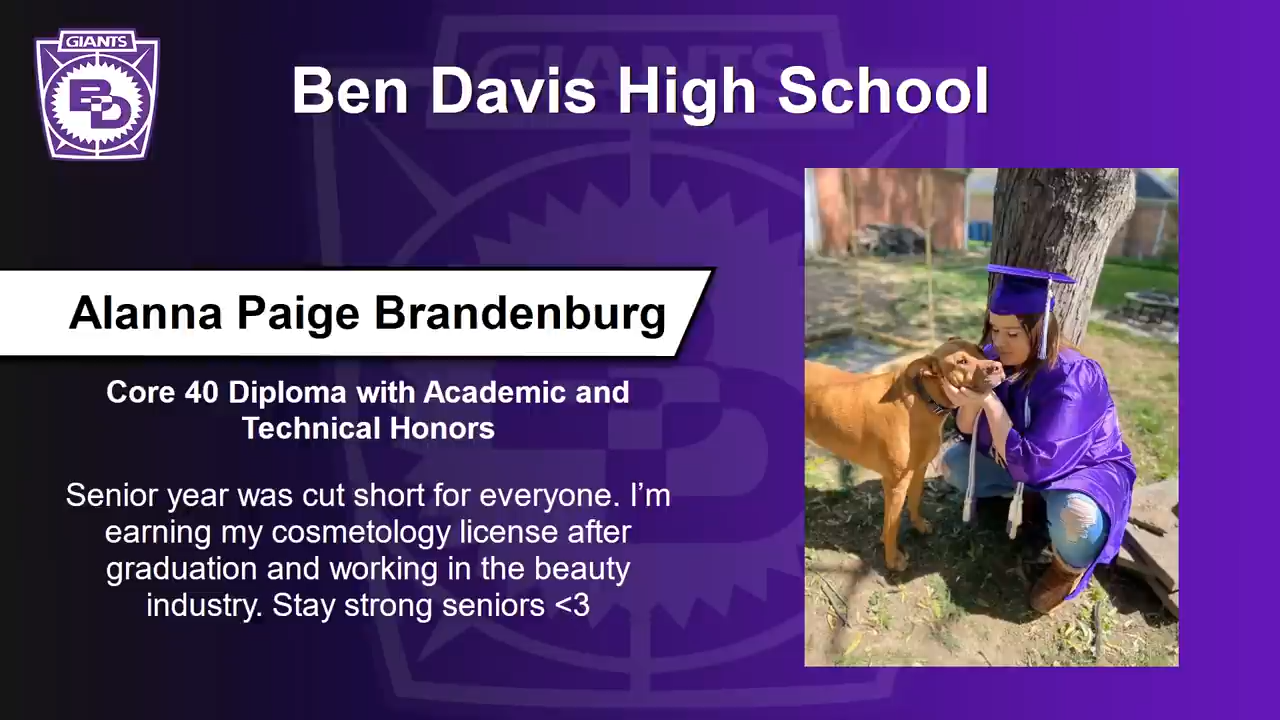 GIANTS
BD
Ben Davis High School
GIANTS
Alanna Paige Brandenburg
Core 40 Diploma with Academic and
Technical Honors
Senior year was cut short for everyone. I’m
earning my cosmetology license after
graduation and working in the beauty
industry. Stay strong seniors <3
BD